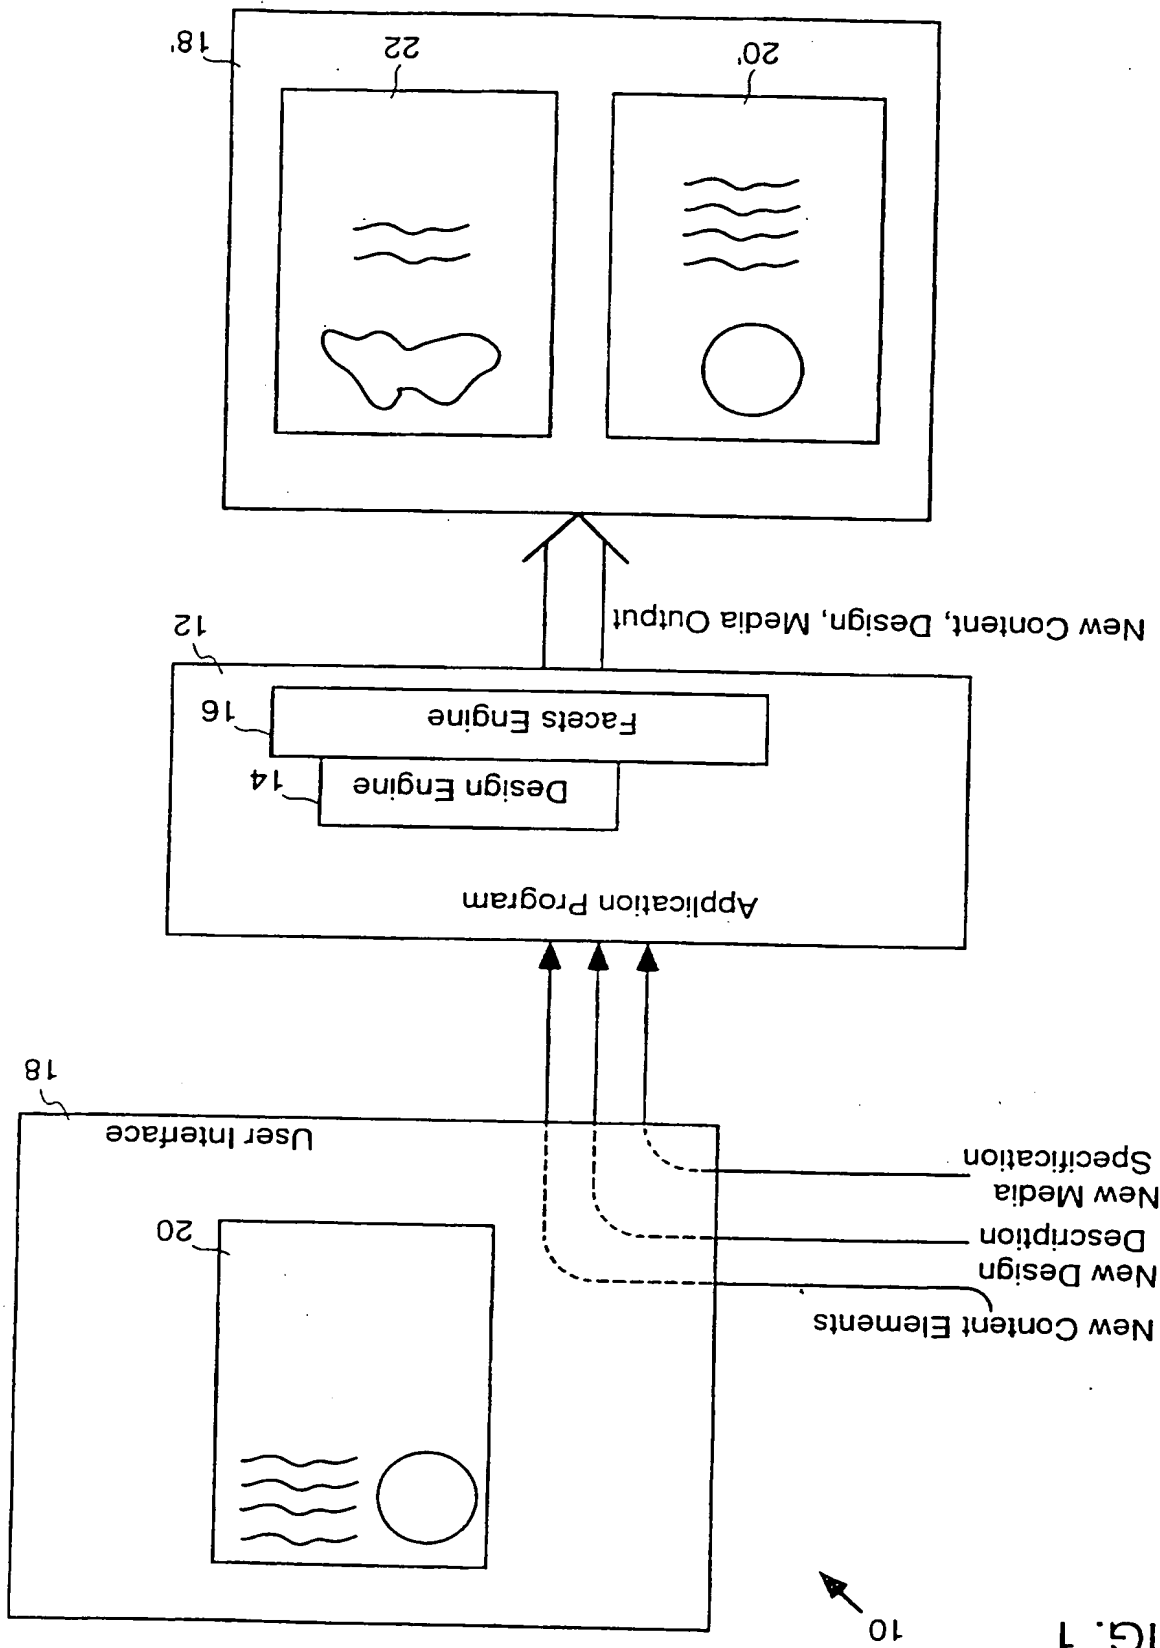 IG. 1
10
New Content Elements
New Design
Description
New Media
Specification
20
User Interface
18
Application Program
Design Engine
14
Facets Engine
16
12
New Content, Design, Media Output
20'
22
18'